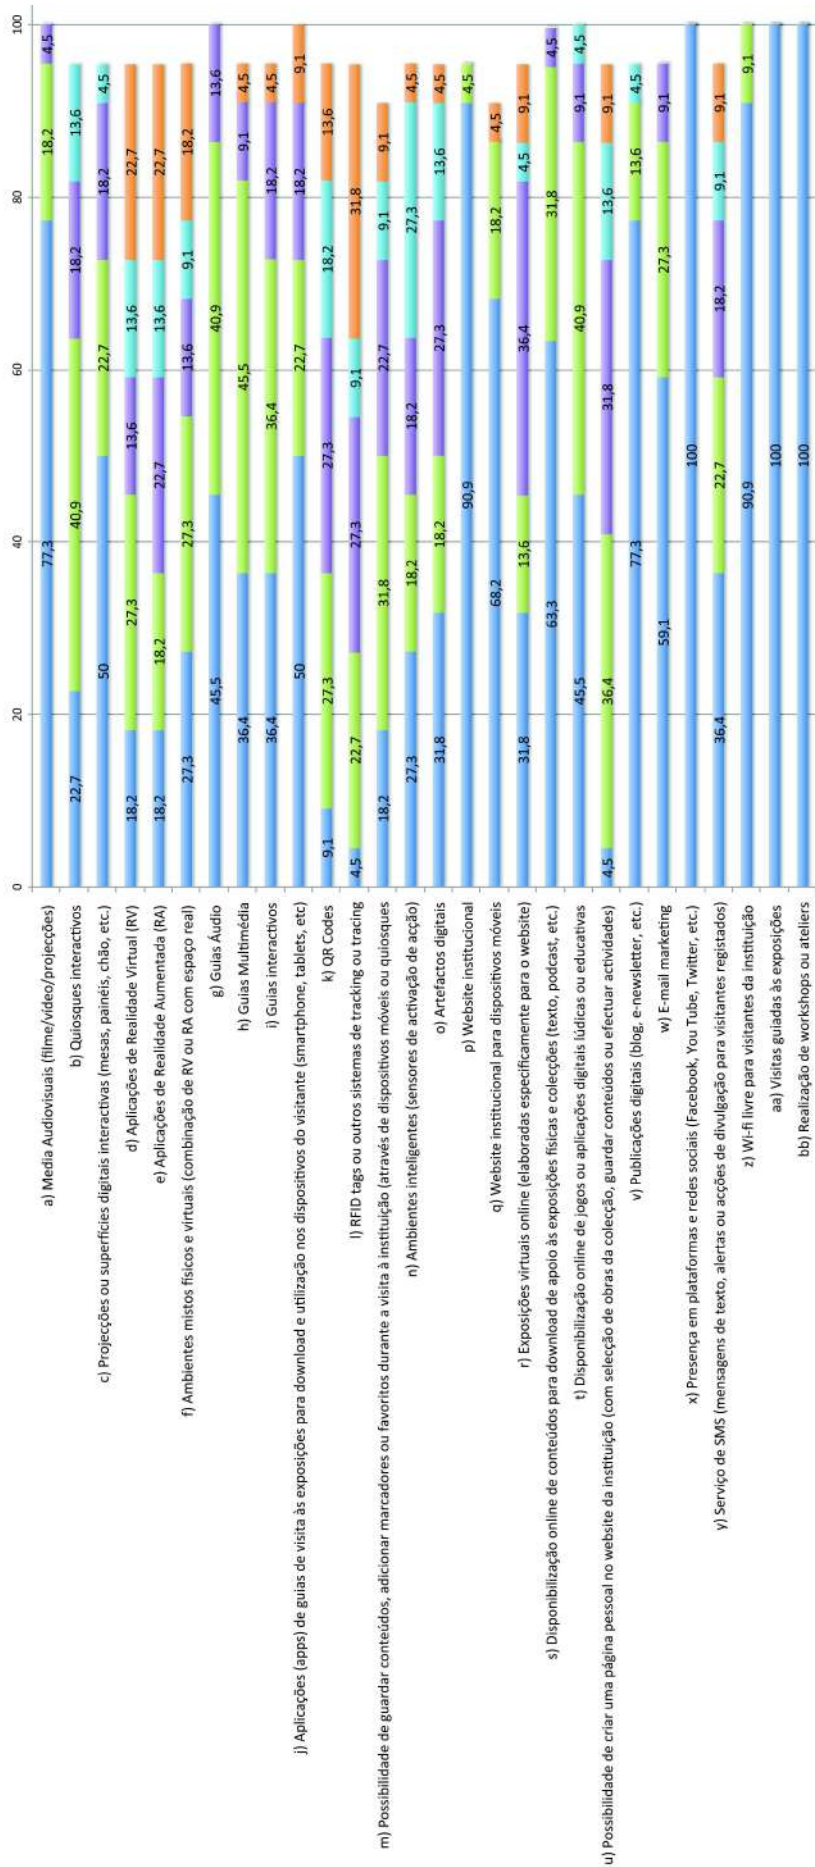 0 20 40 60 80 100
a) Media Audiovisuais (filme/vídeo/projecções) 77,3 18,2 4,5
b) Quiosques interactivos 22,7 40,9 18,2 13,6
c) Projecções ou superfícies digitais interactivas (mesas, painéis, chão, etc.) 50 22,7 18,2 4,5
d) Aplicações de Realidade Virtual (RV) 18,2 27,3 13,6 13,6 22,7
e) Aplicações de Realidade Aumentada (RA) 18,2 18,2 22,7 13,6 22,7
f) Ambientes mistos físicos e virtuais (combinação de RV ou RA com espaço real) 27,3 27,3 13,6 9,1 18,2
g) Guias Áudio 45,5 40,9 13,6
h) Guias Multimédia 36,4 45,5 9,1 4,5
i) Guias interactivos 36,4 36,4 18,2 4,5
j) Aplicações (apps) de guias de visita às exposições para download e utilização nos dispositivos do visitante (smartphone, tablets, etc) 50 22,7 18,2 9,1
k) QR Codes 9,1 27,3 27,3 18,2 13,6
l) RFID tags ou outros sistemas de tracking ou tracing 4,5 22,7 27,3 9,1 31,8
m) Possibilidade de guardar conteúdos, adicionar marcadores ou favoritos durante a visita à instituição (através de dispositivos móveis ou quiosques 18,2 31,8 22,7 9,1 9,1
n) Ambientes inteligentes (sensores de activação de acção) 27,3 18,2 18,2 27,3 4,5
o) Artefactos digitais 31,8 18,2 27,3 13,6 4,5
p) Website institucional 90,9 4,5
q) Website institucional para dispositivos móveis 68,2 18,2 4,5
r) Exposições virtuais online (elaboradas especificamente para o website) 31,8 13,6 36,4 4,5 9,1
s) Disponibilização online de conteúdos para download de apoio às exposições físicas e colecções (texto, podcast, etc.) 63,3 31,8 4,5
t) Disponibilização online de jogos ou aplicações digitais lúdicas ou educativas 45,5 40,9 9,1 4,5
u) Possibilidade de criar uma página pessoal no website da instituição (com selecção de obras da colecção, guardar conteúdos ou efectuar actividades) 4,5 36,4 31,8 13,6 9,1
v) Publicações digitais (blog, e-newsletter, etc.) 77,3 13,6 4,5
w) E-mail marketing 59,1 27,3 9,1
x) Presença em plataformas e redes sociais (Facebook, You Tube, Twitter, etc.) 100
y) Serviço de SMS (mensagens de texto, alertas ou acções de divulgação para visitantes registados) 36,4 22,7 18,2 9,1 9,1
z) Wi-fi livre para visitantes da instituição 90,9 9,1
aa) Visitas guiadas às exposições 100
bb) Realização de workshops ou ateliers 100